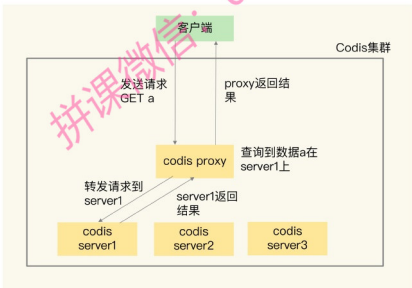 客户端
Codis集群
发送请求
GET a
proxy返回结
果
拼课微信：
codis proxy
查询到数据a在
server1上
转发请求到
server1
server1返回
结果
codis
server1
codis
server2
codis
server3